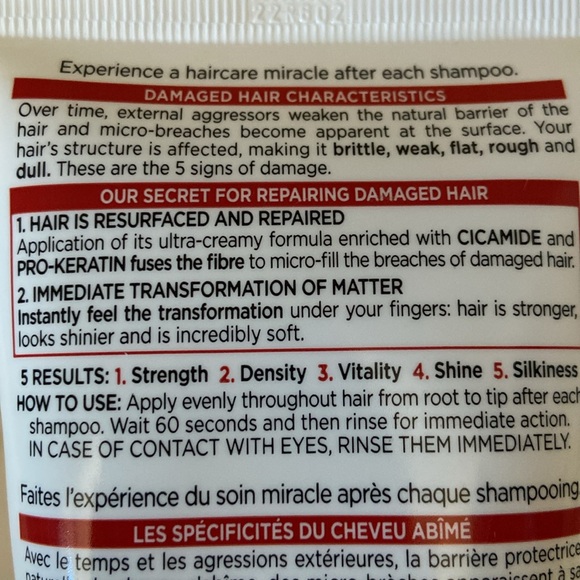 22R802
Experience a haircare miracle after each shampoo.
DAMAGED HAIR CHARACTERISTICS
Over time, external aggressors weaken the natural barrier of the
hair and micro-breaches become apparent at the surface. Your
hair's structure is affected, making it brittle, weak, flat, rough and
dull. These are the 5 signs of damage.
OUR SECRET FOR REPAIRING DAMAGED HAIR
1. HAIR IS RESURFACED AND REPAIRED
Application of its ultra-creamy formula enriched with CICAMIDE and
PRO-KERATIN fuses the fibre to micro-fill the breaches of damaged hair.
2. IMMEDIATE TRANSFORMATION OF MATTER
Instantly feel the transformation under your fingers: hair is stronger,
looks shinier and is incredibly soft.
5 RESULTS: 1. Strength 2. Density 3. Vitality 4. Shine 5. Silkiness
HOW TO USE: Apply evenly throughout hair from root to tip after each
shampoo. Wait 60 seconds and then rinse for immediate action.
IN CASE OF CONTACT WITH EYES, RINSE THEM IMMEDIATELY.
Faites l'expérience du soin miracle après chaque shampooing
LES SPÉCIFICITÉS DU CHEVEU ABÎMÉ
Avec le temps et les agressions extérieures, la barrière protectrice